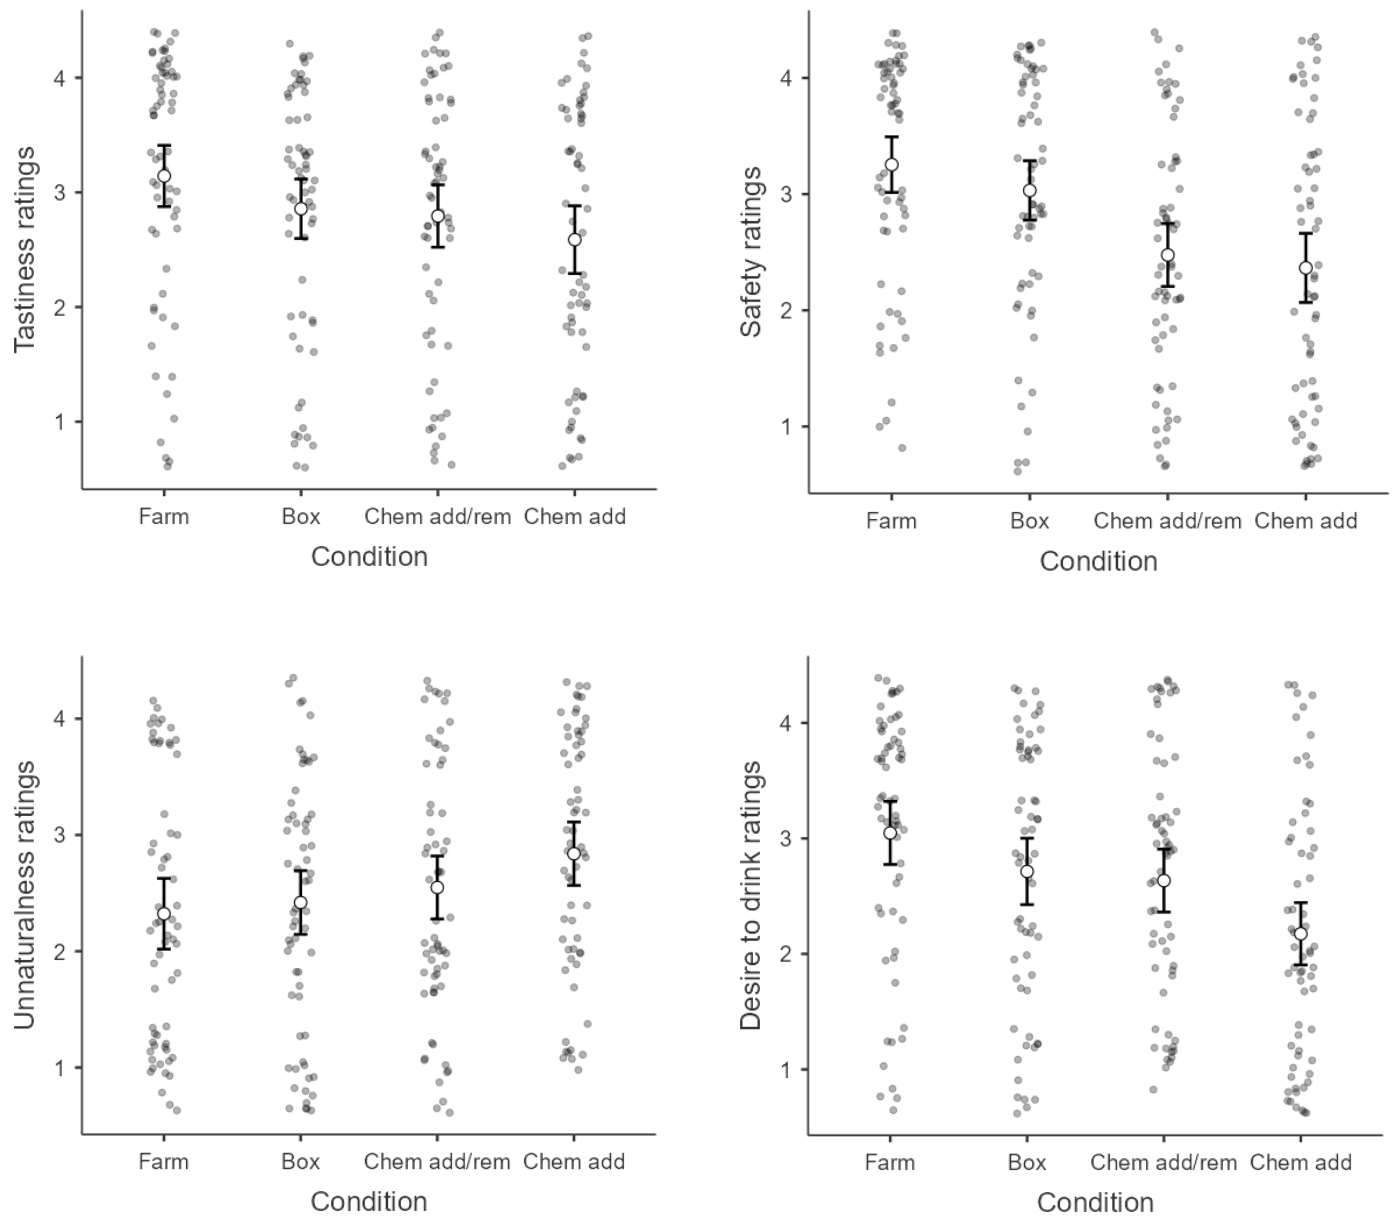 Tastiness ratings
4
3
2
1
Farm Box Chem add/rem Chem add
Condition
Safety ratings
4
3
2
1
Farm Box Chem add/rem Chem add
Condition
Unnaturalness ratings
4
3
2
1
Farm Box Chem add/rem Chem add
Condition
Desire to drink ratings
4
3
2
1
Farm Box Chem add/rem Chem add
Condition